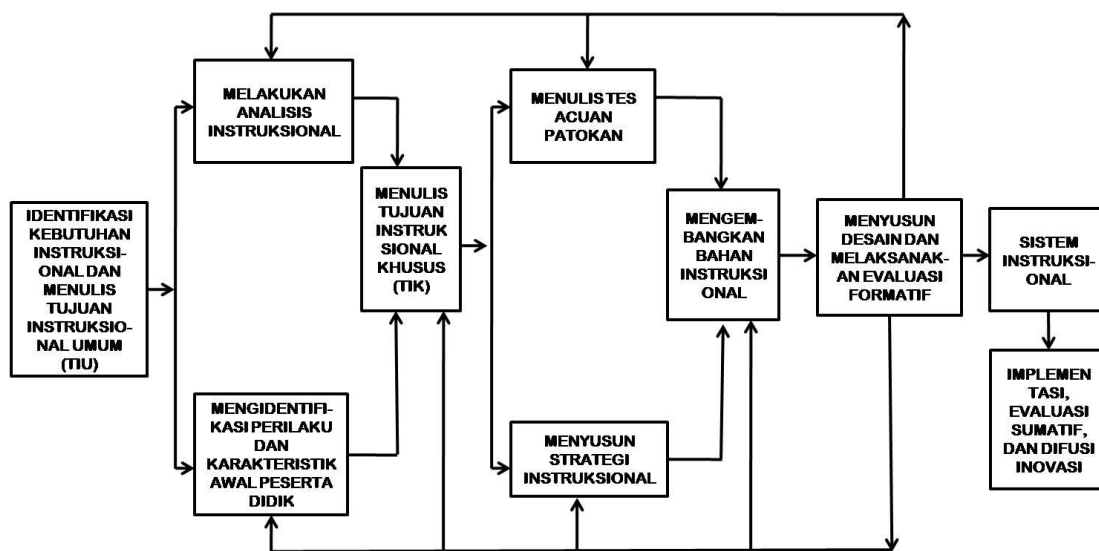 IDENTIFIKASI
KEBUTUHAN
INSTRUKSI-
ONAL DAN
MENULIS
TUJUAN
INSTRUKSIO-
NAL UMUM
(TIU)
MELAKUKAN
ANALISIS
INSTRUKSIONAL
MENGIDENTIFI-
KASI PERILAKU
DAN
KARAKTERISTIK
AWAL PESERTA
DIDIK
MENULIS
TUJUAN
INSTRUK
SIONAL
KHUSUS
(TIK)
MENULIS TES
ACUAN
PATOKAN
MENYUSUN
STRATEGI
INSTRUKSIONAL
MENGEM-
BANGKAN
BAHAN
INSTRUKSI
ONAL
MENYUSUN
DESAIN DAN
MELAKSANAK-
AN EVALUASI
FORMATIF
SISTEM
INSTRUKSI-
ONAL
IMPLEMEN
TASI,
EVALUASI
SUMATIF,
DAN DIFUSI
INOVASI